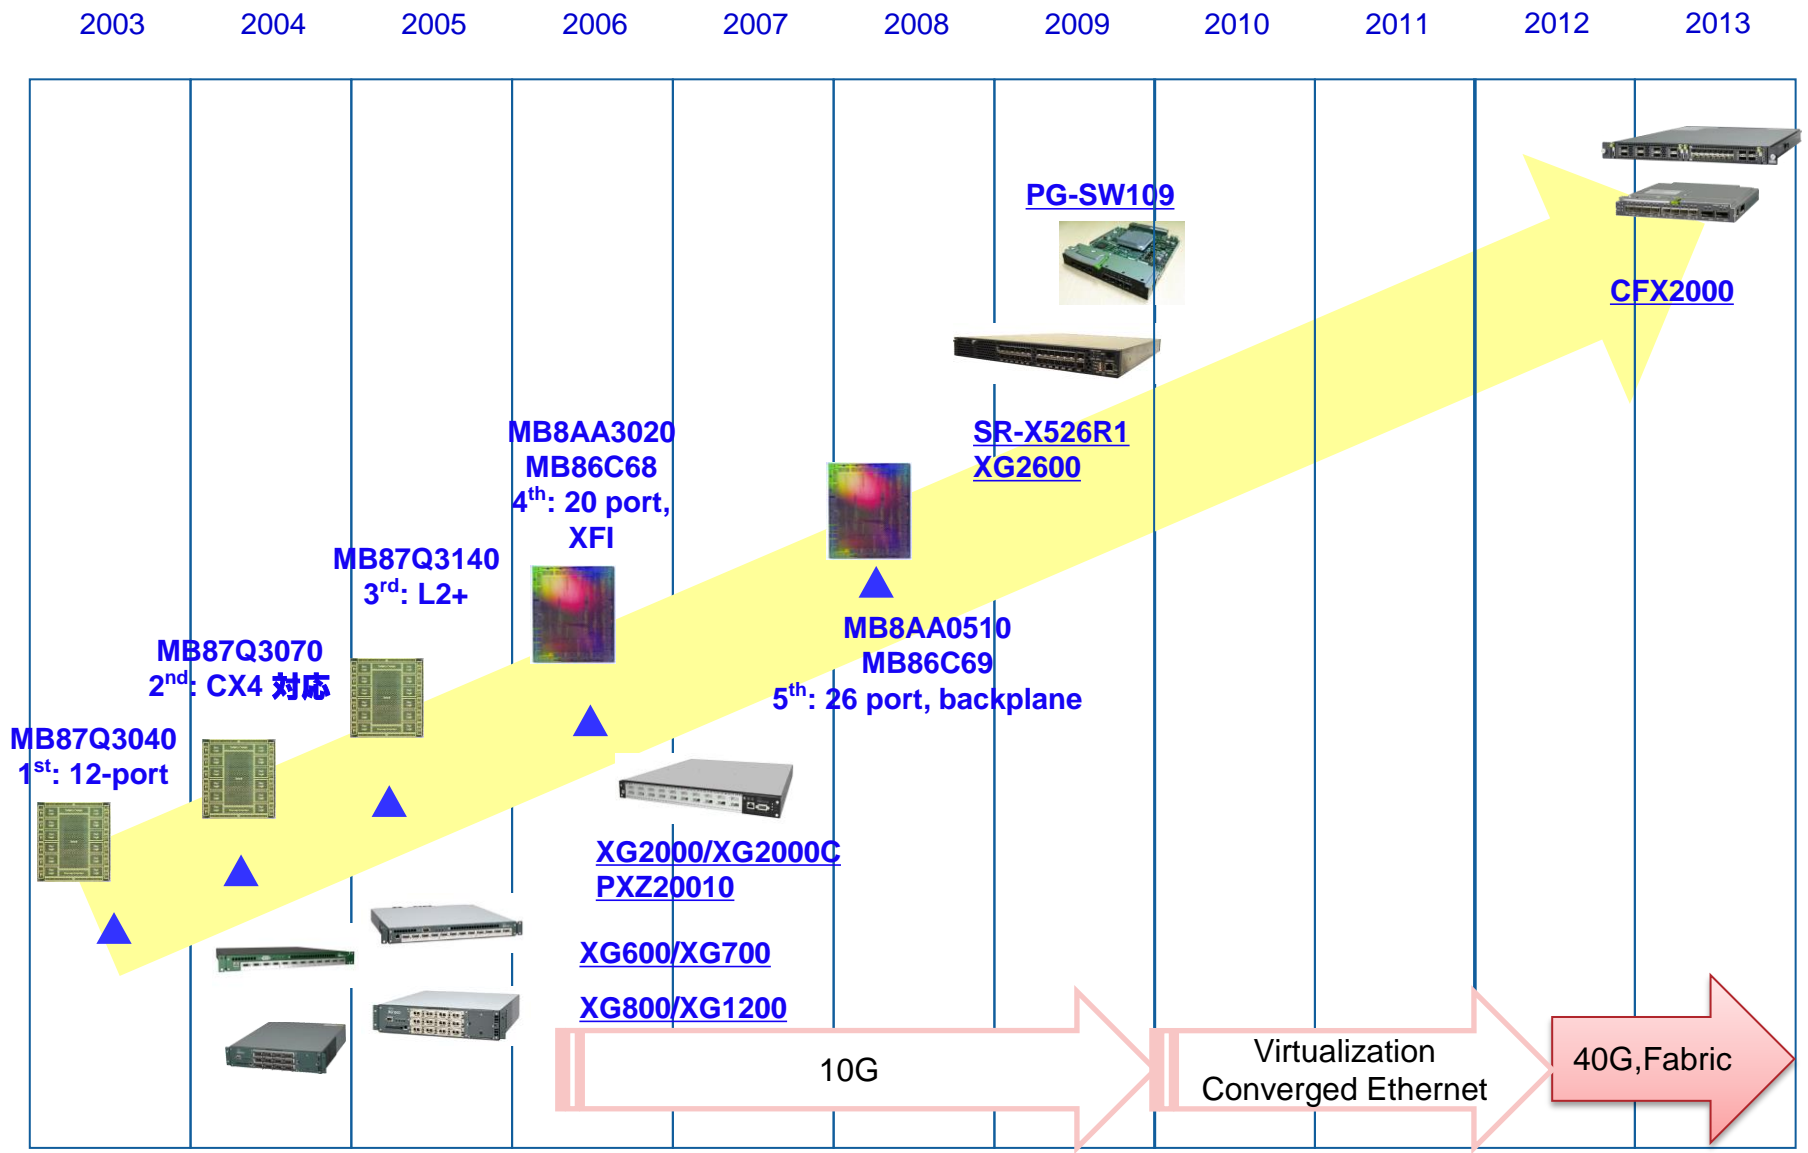 2003 2004 2005 2006 2007 2008 2009 2010 2011 2012 2013
PG-SW109
CFX2000
SR-X526R1
XG2600
MB8AA3020
MB86C68
4th: 20 port,
XFI
MB87Q3140
3rd: L2+
MB8AA0510
MB86C69
5th: 26 port, backplane
MB87Q3070
2nd: CX4 対応
MB87Q3040
1st: 12-port
XG2000/XG2000C
PXZ20010
XG600/XG700
XG800/XG1200
10G
Virtualization
Converged Ethernet
40G,Fabric